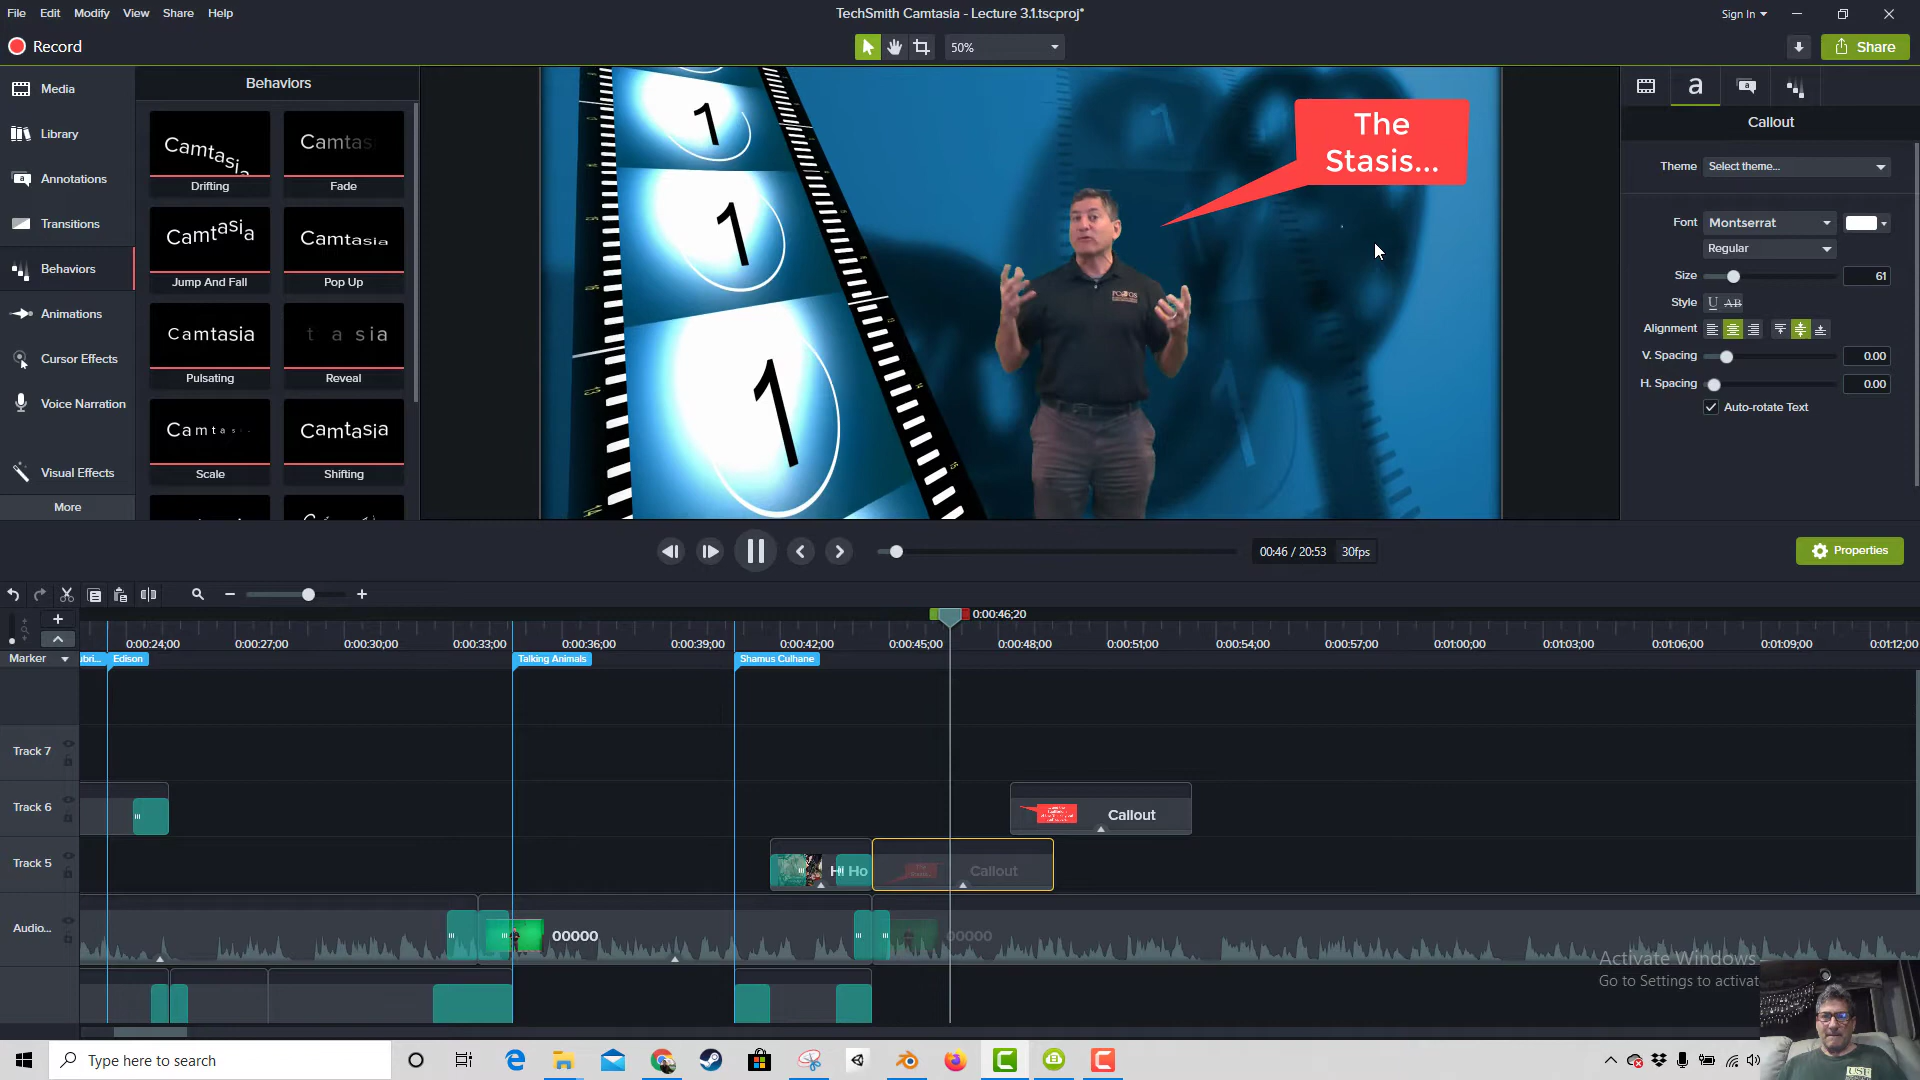 File Edit Modify View Share Help
TechSmith Camtasia - Lecture 3.1.tscproj*
Sign In
Record
50%
Share
Media
Library
Annotations
Transitions
Behaviors
Animations
Cursor Effects
Voice Narration
Visual Effects
More
Behaviors
Camtasia
Drifting
Camtas
Fade
Camtasia
Jump And Fall
Camtasia
Pop Up
Camtasia
Pulsating
t a sia
Reveal
Camtas
Scale
Camtasia
Shifting
1
1
1
The
Stasis...
Callout
Theme Select theme...
Font Montserrat
Regular
Size 61
Style U AB
Alignment
V. Spacing 0.00
H. Spacing 0.00
Auto-rotate Text
00:46 / 20:53 30fps
Properties
0:00:46;20
0:00:24;00 0:00:27;00 0:00:30;00 0:00:33;00 0:00:36;00 0:00:39;00 0:00:42;00 0:00:45;00 0:00:48;00 0:00:51;00 0:00:54;00 0:00:57;00 0:01:00;00 0:01:03;00 0:01:06;00 0:01:09;00 0:01:12;00
Marker
ubri... Edison Talking Animals Shamus Culhane
Track 7
Track 6
Callout
Track 5
Hi Ho
Callout
Audio...
00000
00000
Activate Windows
Go to Settings to activat
Type here to search